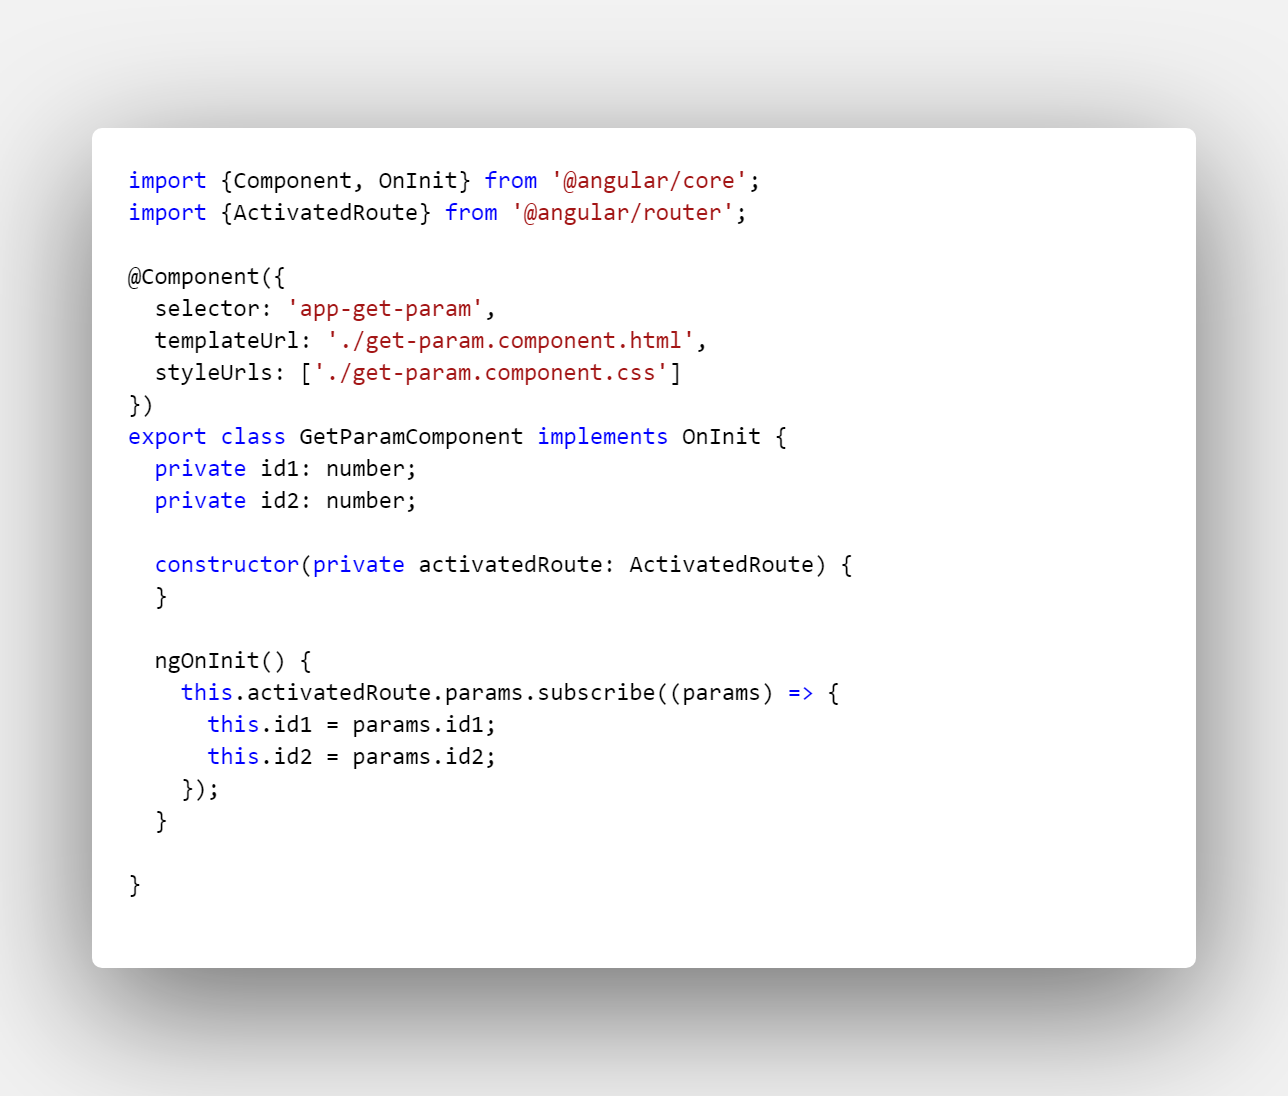 import {Component, OnInit} from '@angular/core';
import {ActivatedRoute} from '@angular/router';

@Component({
  selector: 'app-get-param',
  templateUrl: './get-param.component.html',
  styleUrls: ['./get-param.component.css']
})
export class GetParamComponent implements OnInit {
  private id1: number;
  private id2: number;

  constructor(private activatedRoute: ActivatedRoute) {
  }

  ngOnInit() {
    this.activatedRoute.params.subscribe((params) => {
      this.id1 = params.id1;
      this.id2 = params.id2;
    });
  }

}